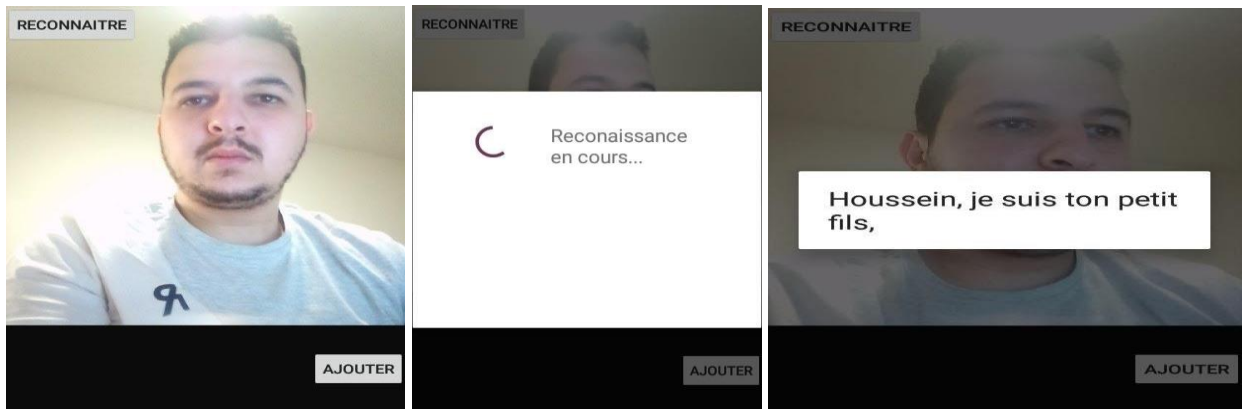 RECONNAITRE
AJOUTER
RECONNAITRE
Reconaissance
en cours...
AJOUTER
RECONNAITRE
Houssein, je suis ton petit
fils,
AJOUTER